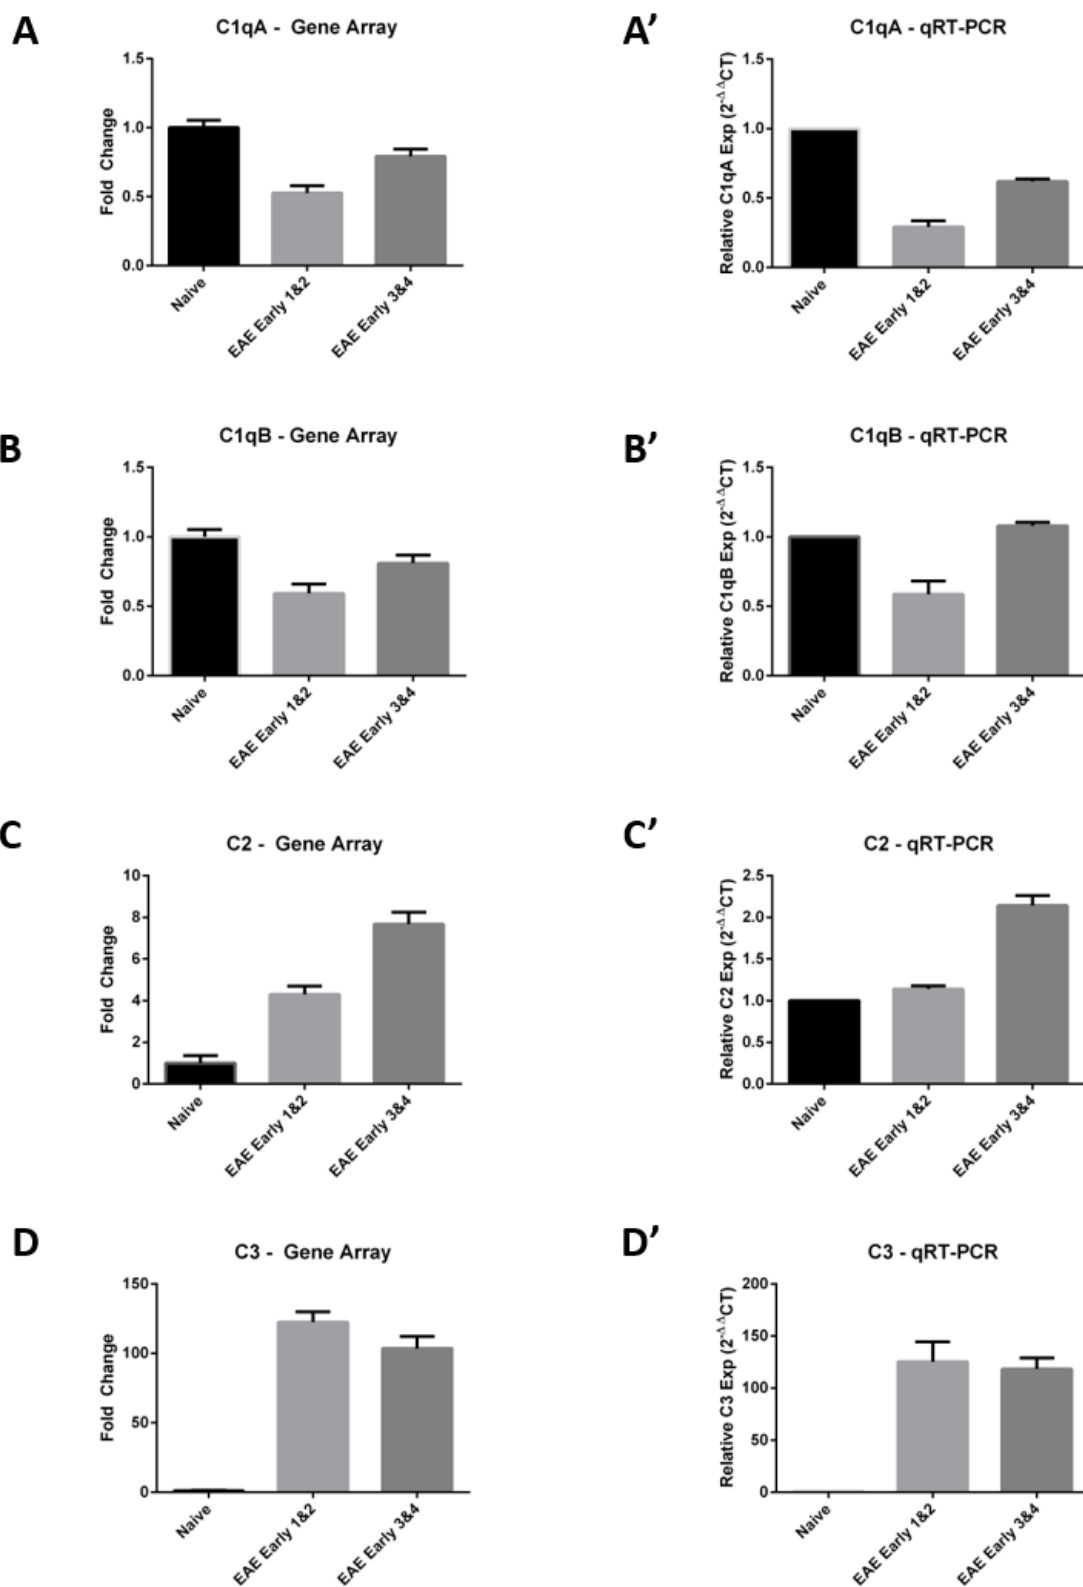 A
C1qA - Gene Array
Fold Change
1.5
1.0
0.5
0.0
Naive
EAE Early 1&2
EAE Early 3&4
A'
C1qA - qRT-PCR
Relative C1qA Exp (2-Δ ΔCT)
1.5
1.0
0.5
0.0
Naive
EAE Early 1&2
EAE Early 3&4
B
C1qB - Gene Array
Fold Change
1.5
1.0
0.5
0.0
Naive
EAE Early 1&2
EAE Early 3&4
B'
C1qB - qRT-PCR
Relative C1qB Exp (2-Δ ΔCT)
1.5
1.0
0.5
0.0
Naive
EAE Early 1&2
EAE Early 3&4
C
C2 - Gene Array
Fold Change
10
8
6
4
2
0
Naive
EAE Early 1&2
EAE Early 3&4
C'
C2 - qRT-PCR
Relative C2 Exp (2-Δ ΔCT)
2.5
2.0
1.5
1.0
0.5
0.0
Naive
EAE Early 1&2
EAE Early 3&4
D
C3 - Gene Array
Fold Change
150
100
50
0
Naive
EAE Early 1&2
EAE Early 3&4
D'
C3 - qRT-PCR
Relative C3 Exp (2-Δ ΔCT)
200
150
100
50
0
Naive
EAE Early 1&2
EAE Early 3&4